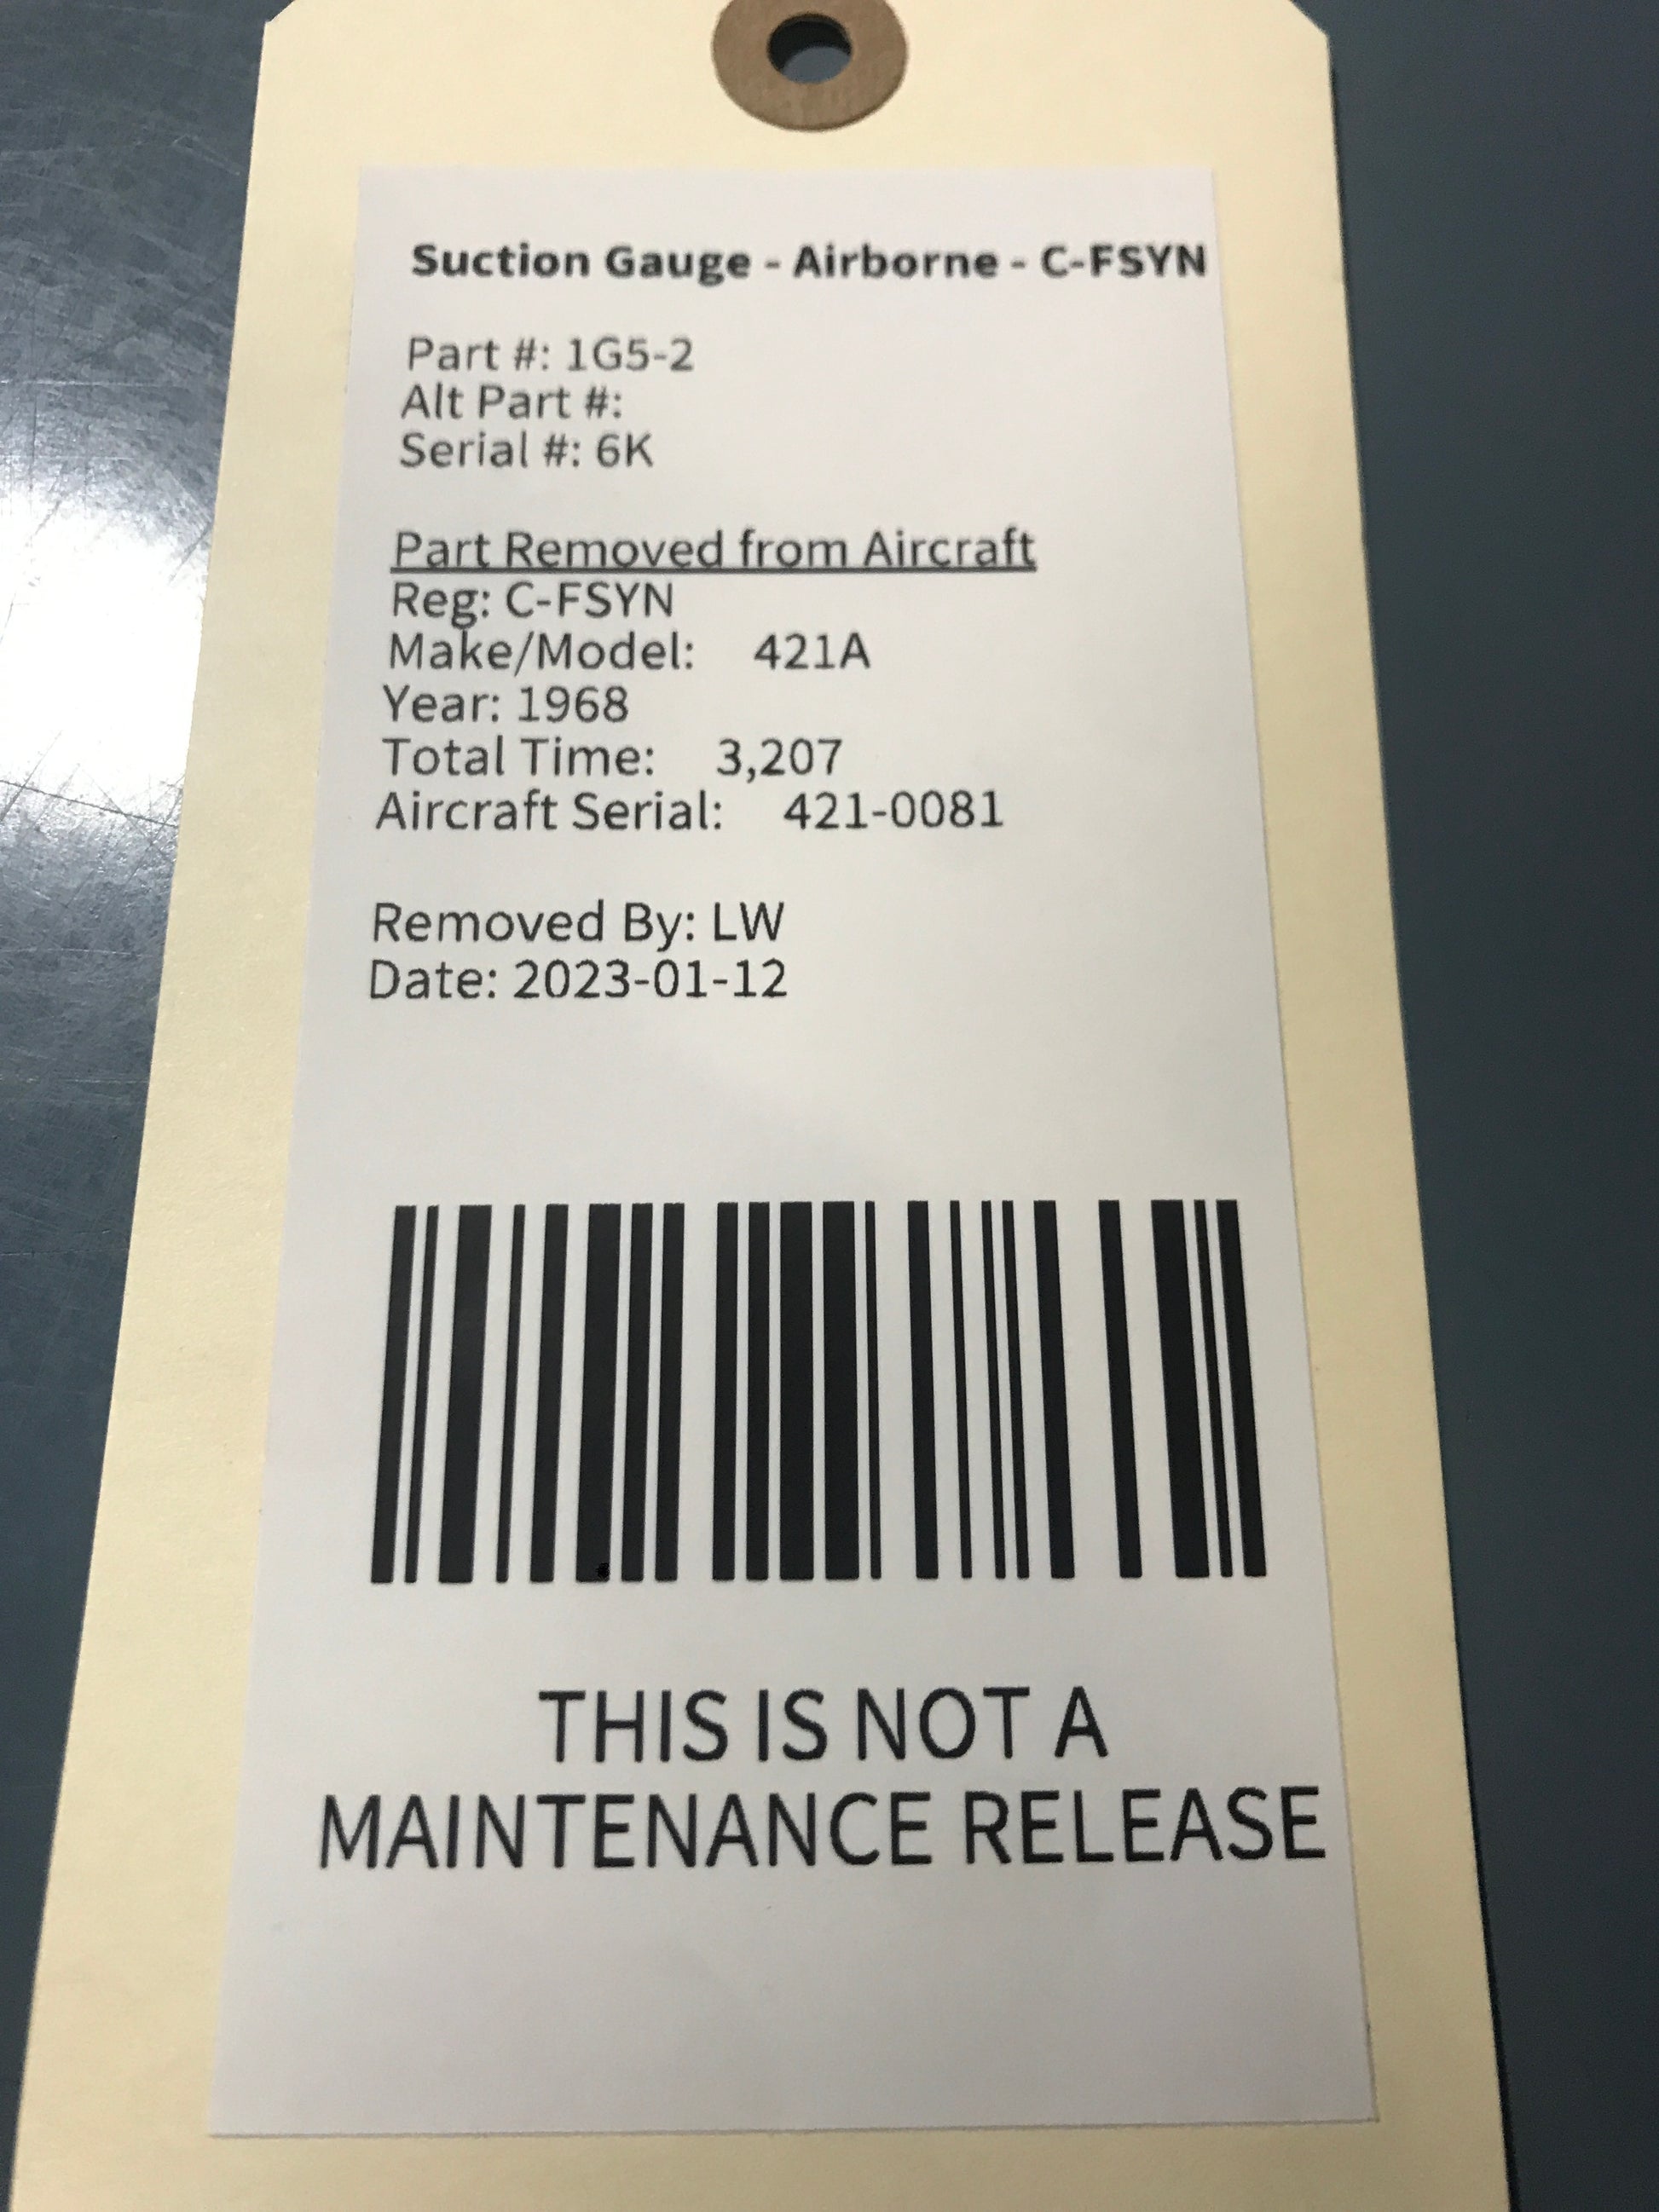 Suction Gauge - Airborne - C-FSYN
Part #: 1G5-2
Alt Part #:
Serial #: 6K
Part Removed from Aircraft
Reg: C-FSYN
Make/Model: 421A
Year: 1968
Total Time: 3,207
Aircraft Serial: 421-0081
Removed By: LW
Date: 2023-01-12
THIS IS NOT A
MAINTENANCE RELEASE